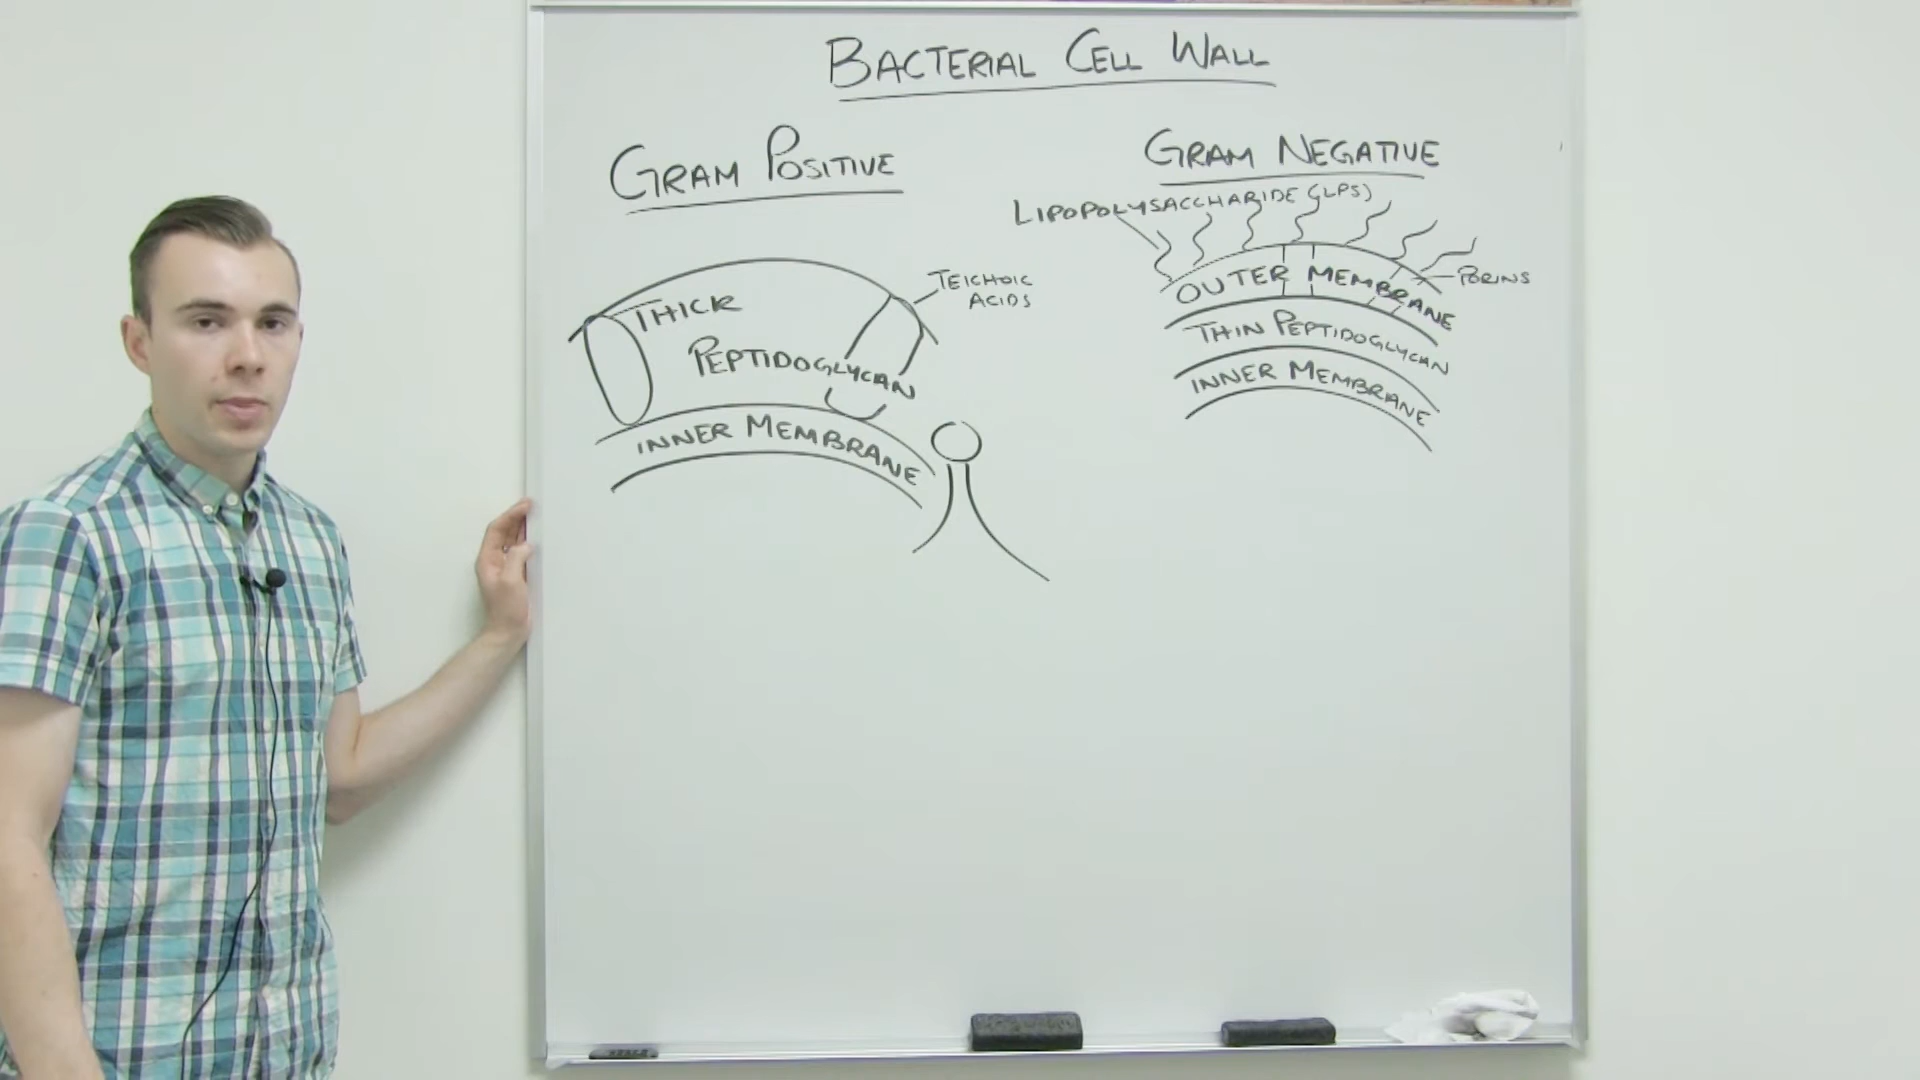 BACTERIAL CELL WALL
GRAM POSITIVE
TEICHOIC
ACIDS
THICK
PEPTIDOGLYCAN
INNER MEMBRANE
GRAM NEGATIVE
LIPOPOLYSACCHARIDE (LPS)
OUTER MEMBRANE
PORINS
THIN PEPTIDOGLYCAN
INNER MEMBRANE